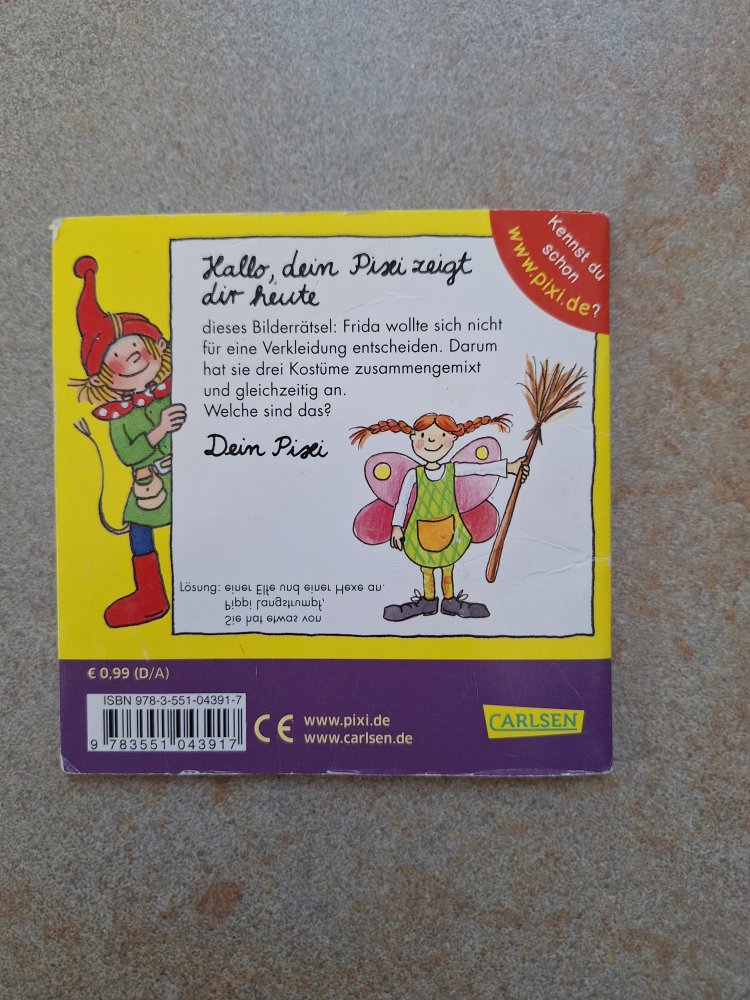 Kennst du
schon
www.pixi.de?
Hallo, dein Pixi zeigt
dir heute
dieses Bilderrätsel: Frida wollte sich nicht
für eine Verkleidung entscheiden. Darum
hat sie drei Kostüme zusammengemixt
und gleichzeitig an.
Welche sind das?
Dein Pixi
Sie hat etwas von
Pippi Langstrumpf,
Lösung: einer Elfe und einer Hexe an.
€ 0,99 (D/A)
ISBN 978-3-551-04391-7
9 783551 043917
CE
www.pixi.de
www.carlsen.de
CARLSEN